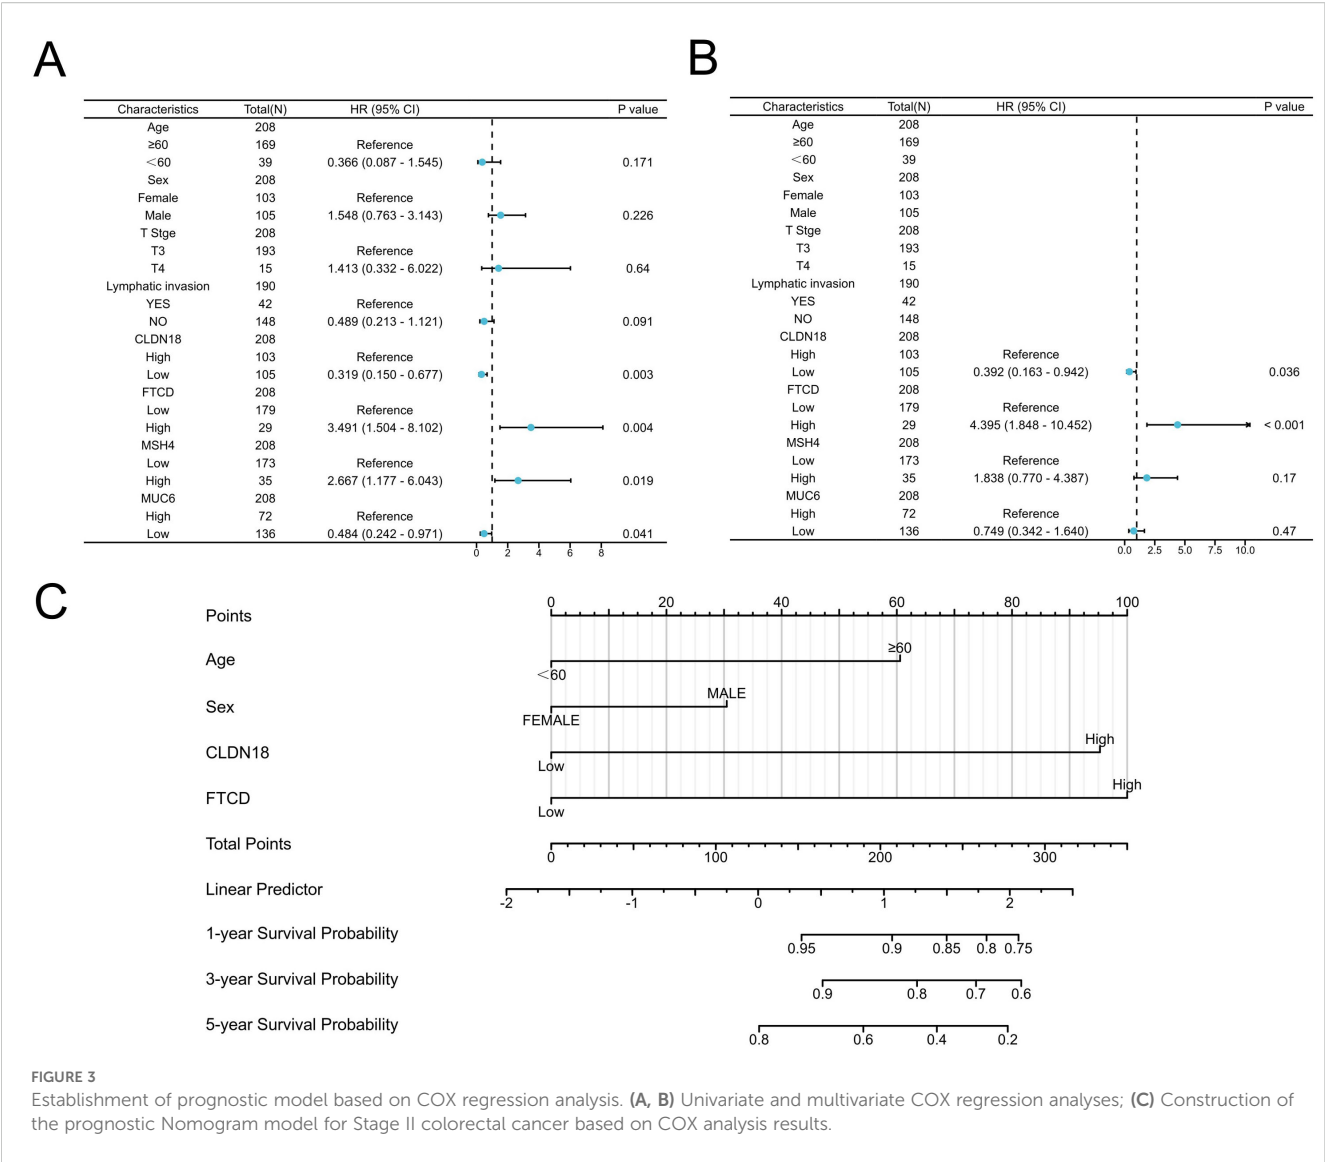 A
Characteristics Total(N) HR (95% CI) P value
Age 208
≥60 169 Reference
<60 39 0.366 (0.087 - 1.545) 0.171
Sex 208
Female 103 Reference
Male 105 1.548 (0.763 - 3.143) 0.226
T Stge 208
T3 193 Reference
T4 15 1.413 (0.332 - 6.022) 0.64
Lymphatic invasion 190
YES 42 Reference
NO 148 0.489 (0.213 - 1.121) 0.091
CLDN18 208
High 103 Reference
Low 105 0.319 (0.150 - 0.677) 0.003
FTCD 208
Low 179 Reference
High 29 3.491 (1.504 - 8.102) 0.004
MSH4 208
Low 173 Reference
High 35 2.667 (1.177 - 6.043) 0.019
MUC6 208
High 72 Reference
Low 136 0.484 (0.242 - 0.971) 0.041
0 2 4 6 8
B
Characteristics Total(N) HR (95% CI) P value
Age 208
≥60 169
<60 39
Sex 208
Female 103
Male 105
T Stge 208
T3 193
T4 15
Lymphatic invasion 190
YES 42
NO 148
CLDN18 208
High 103 Reference
Low 105 0.392 (0.163 - 0.942) 0.036
FTCD 208
Low 179 Reference
High 29 4.395 (1.848 - 10.452) < 0.001
MSH4 208
Low 173 Reference
High 35 1.838 (0.770 - 4.387) 0.17
MUC6 208
High 72 Reference
Low 136 0.749 (0.342 - 1.640) 0.47
0.0 2.5 5.0 7.5 10.0
C
Points 0 20 40 60 80 100
Age <60 ≥60
Sex FEMALE MALE
CLDN18 Low High
FTCD Low High
Total Points 0 100 200 300
Linear Predictor -2 -1 0 1 2
1-year Survival Probability 0.95 0.9 0.85 0.8 0.75
3-year Survival Probability 0.9 0.8 0.7 0.6
5-year Survival Probability 0.8 0.6 0.4 0.2
FIGURE 3
Establishment of prognostic model based on COX regression analysis. (A, B) Univariate and multivariate COX regression analyses; (C) Construction of
the prognostic Nomogram model for Stage II colorectal cancer based on COX analysis results.